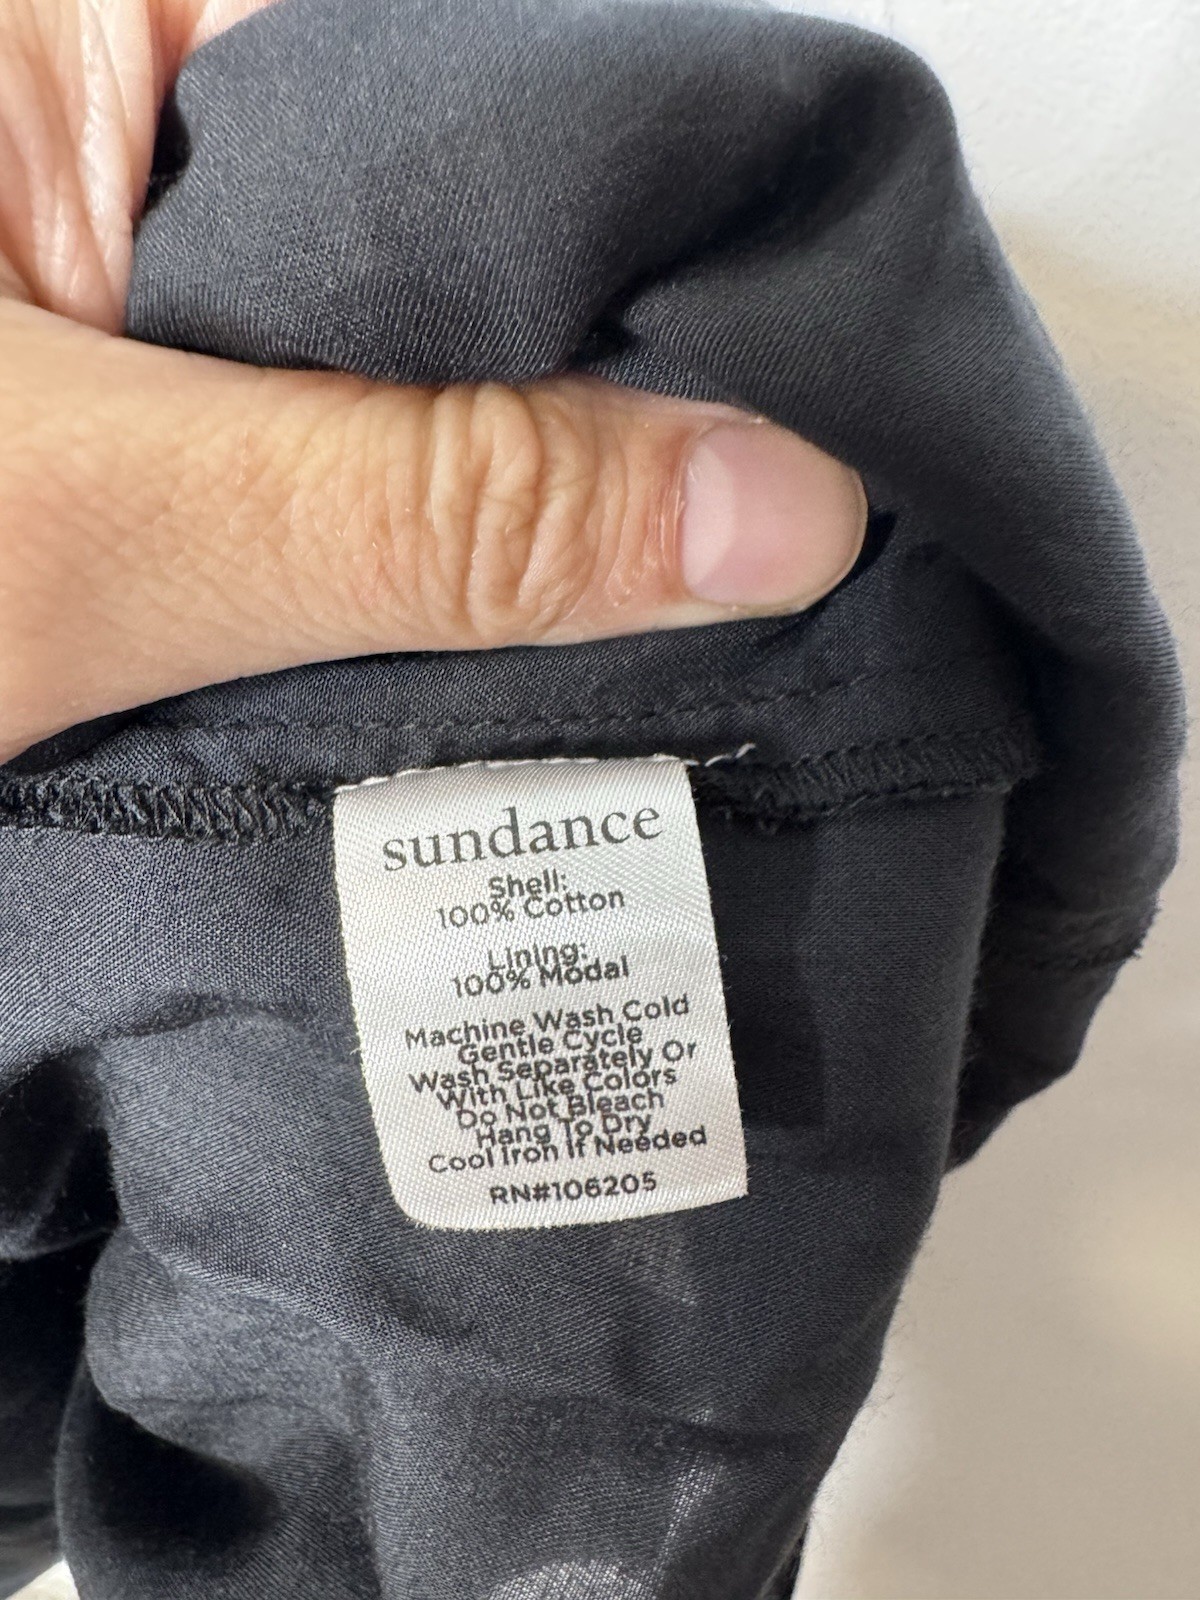 sundance
Shell:
100% Cotton
Lining:
100% Modal
Machine Wash Cold
Gentle Cycle
Wash Separately Or
With Like Colors
Do Not Bleach
Hang To Dry
Cool Iron If Needed
RN#106205